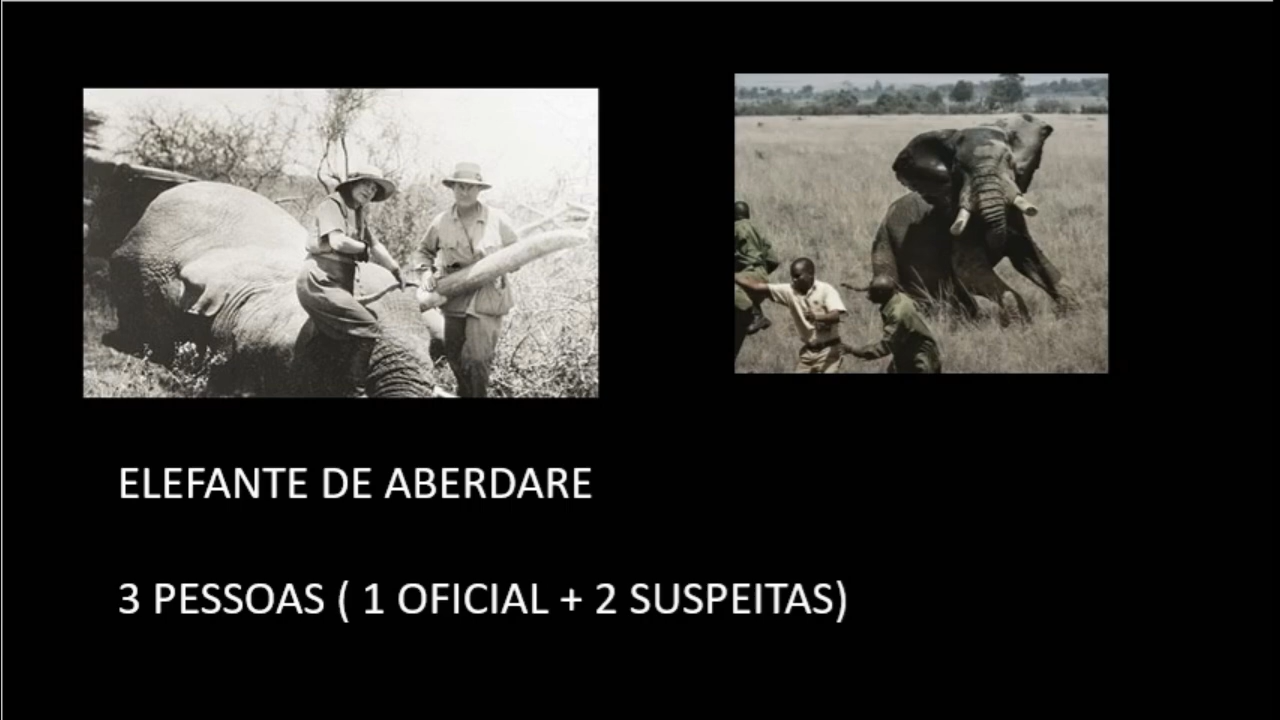 ELEFANTE DE ABERDARE
3 PESSOAS ( 1 OFICIAL + 2 SUSPEITAS)